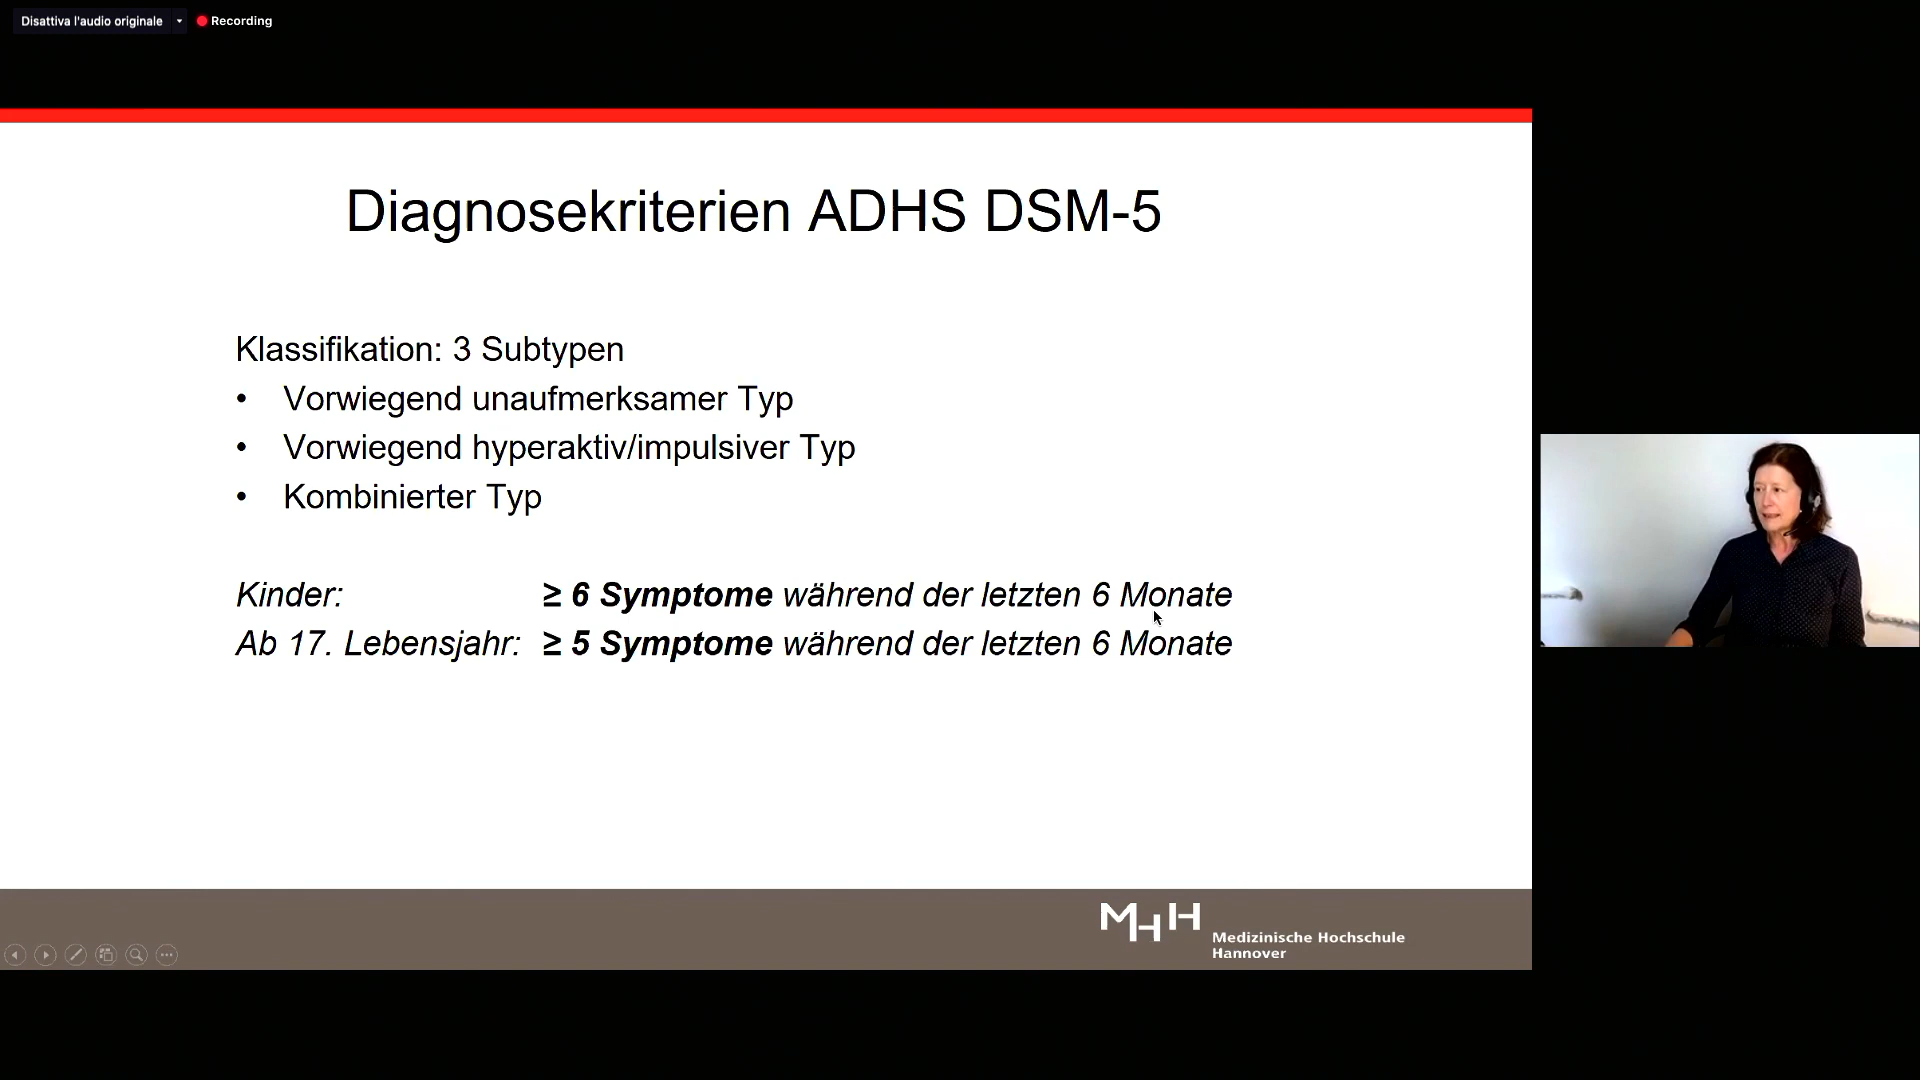 Disattiva l'audio originale
Recording
Diagnosekriterien ADHS DSM-5
Klassifikation: 3 Subtypen
• Vorwiegend unaufmerksamer Typ
• Vorwiegend hyperaktiv/impulsiver Typ
• Kombinierter Typ
Kinder: ≥ 6 Symptome während der letzten 6 Monate
Ab 17. Lebensjahr: ≥ 5 Symptome während der letzten 6 Monate
MHH
Medizinische Hochschule
Hannover